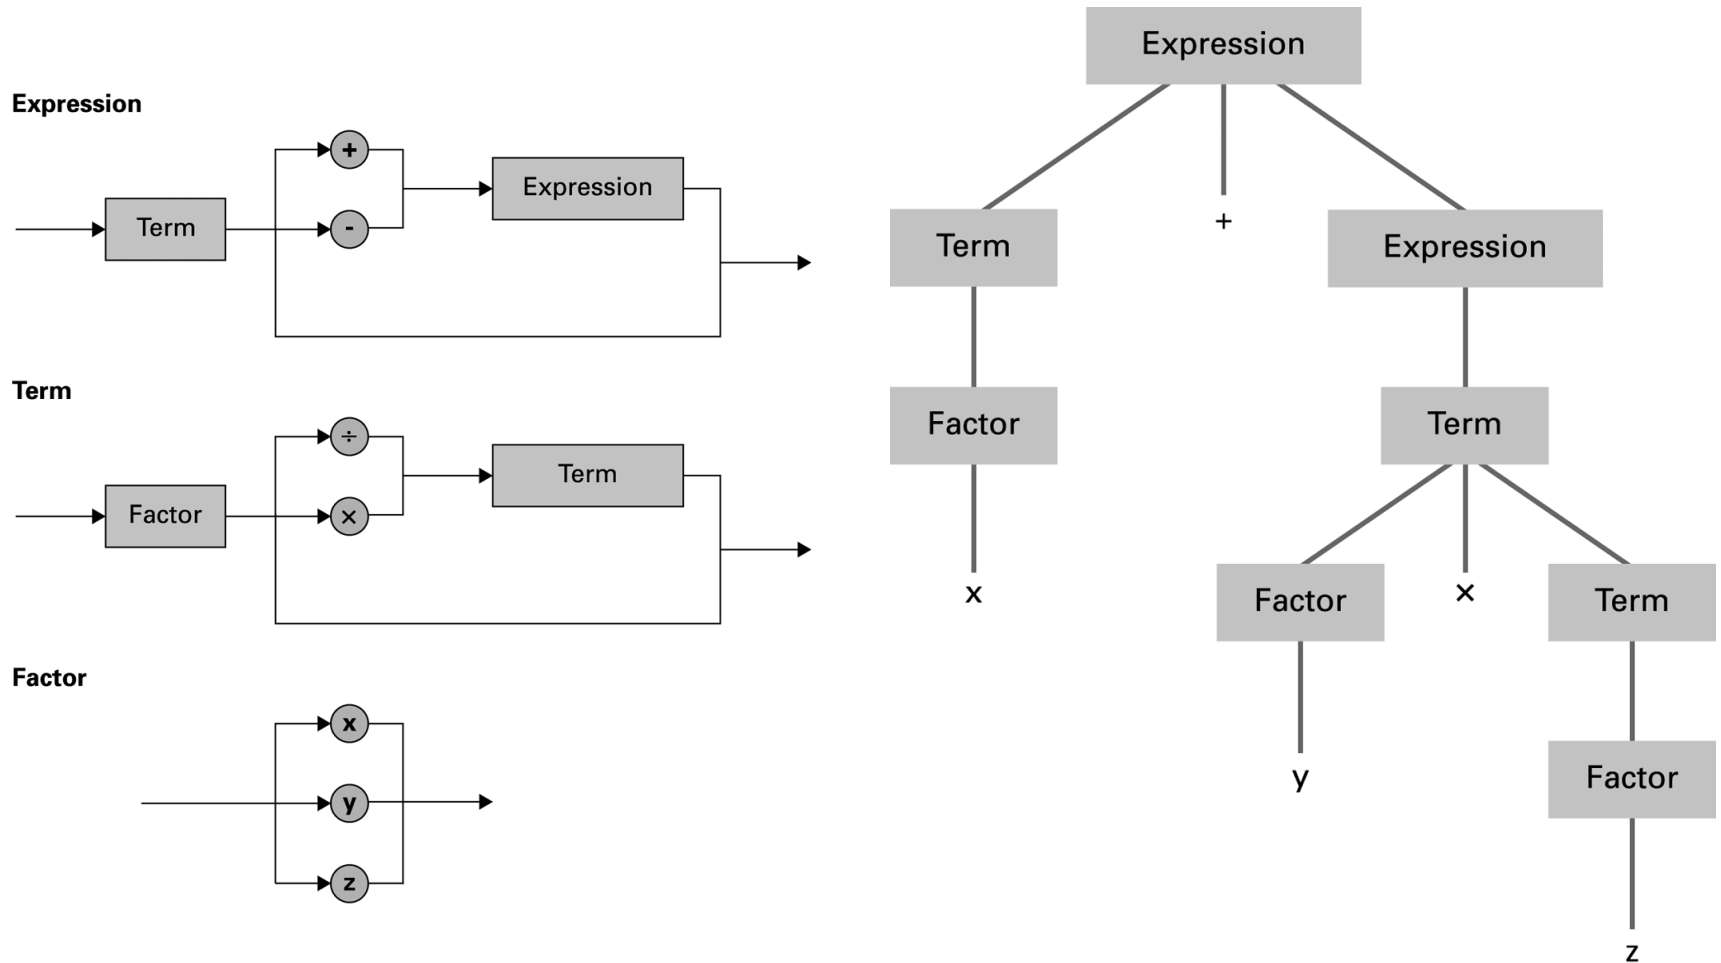 Expression
+
Term
-
Expression
Term
÷
Factor
×
Term
Factor
x
y
z
Expression
Term
+
Expression
Factor
Term
x
Factor
×
Term
y
Factor
z